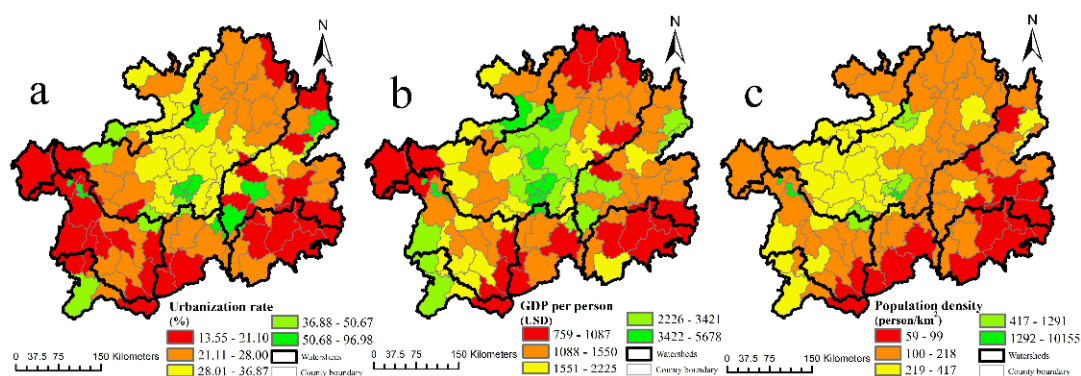 N
N
N
a
b
c
Urbanization rate
(%)
13.55 - 21.10
21.11 - 28.00
28.01 - 36.87
36.88 - 50.67
50.68 - 96.98
Watersheds
County boundary
0 37.5 75 150 Kilometers
GDP per person
(USD)
759 - 1087
1088 - 1550
1551 - 2225
2226 - 3421
3422 - 5678
Watersheds
County boundary
0 37.5 75 150 Kilometers
Population density
(person/km²)
59 - 99
100 - 218
219 - 417
417 - 1291
1292 - 10155
Watersheds
County boundary
0 37.5 75 150 Kilometers